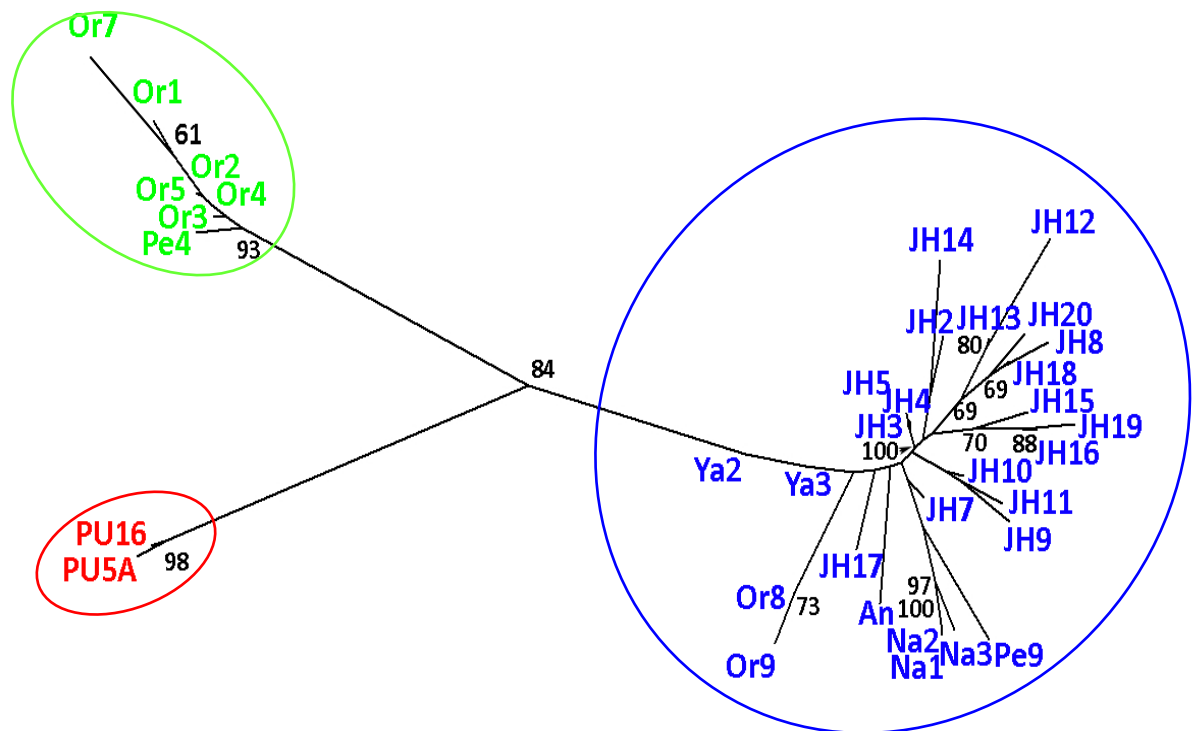 Or7
Or1
61
Or2
Or5
Or4
Or3
Pe4
93
84
PU16
PU5A
98
JH12
JH14
JH2
JH13
JH20
80
JH8
JH5
JH18
69
JH4
69
JH15
JH3
JH19
100
70
88
JH16
Ya2
JH10
Ya3
JH11
JH7
JH9
JH17
97
Or8
73
An
100
Na2
Na3
Pe9
Or9
Na1